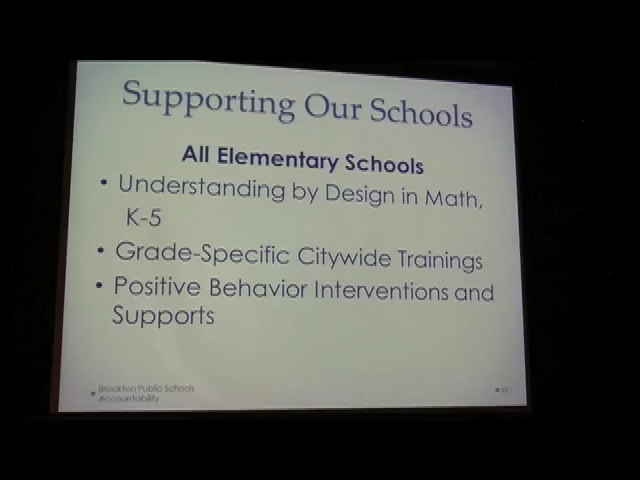 Supporting Our Schools
All Elementary Schools
• Understanding by Design in Math,
K-5
• Grade-Specific Citywide Trainings
• Positive Behavior Interventions and
Supports
Brockton Public Schools
Accountability